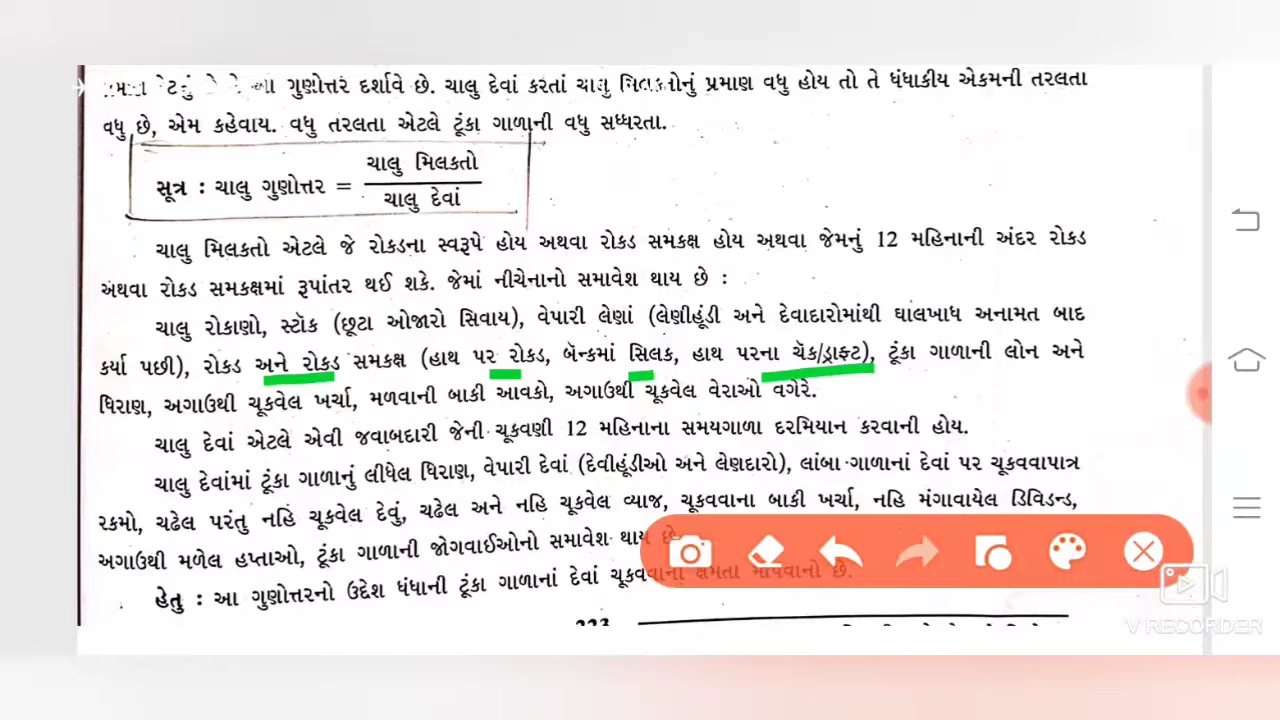 આ ગુણોત્તર દર્શાવે છે. ચાલુ દેવાં કરતાં ચાલુ મિલકતોનું પ્રમાણ વધુ હોય તો તે ધંધાકીય એકમની તરલતા
વધુ છે, એમ કહેવાય. વધુ તરલતા એટલે ટૂંકા ગાળાની વધુ સધ્ધરતા.
સૂત્ર : ચાલુ ગુણોત્તર = ચાલુ મિલકતો
ચાલુ દેવાં
ચાલુ મિલકતો એટલે જે રોકડના સ્વરૂપે હોય અથવા રોકડ સમકક્ષ હોય અથવા જેમનું 12 મહિનાની અંદર રોકડ
અથવા રોકડ સમકક્ષમાં રૂપાંતર થઈ શકે. જેમાં નીચેનાનો સમાવેશ થાય છે :
ચાલુ રોકાણો, સ્ટૉક (છૂટા ઓજારો સિવાય), વેપારી લેણાં (લેણીહૂંડી અને દેવાદારોમાંથી ઘાલખાધ અનામત બાદ
કર્યા પછી), રોકડ અને રોકડ સમકક્ષ (હાથ પર રોકડ, બૅન્કમાં સિલક, હાથ પરના ચૅક/ડ્રાફ્ટ), ટૂંકા ગાળાની લોન અને
ધિરાણ, અગાઉથી ચૂકવેલ ખર્ચા, મળવાની બાકી આવકો, અગાઉથી ચૂકવેલ વેરાઓ વગેરે.
ચાલુ દેવાં એટલે એવી જવાબદારી જેની ચૂકવણી 12 મહિનાના સમયગાળા દરમિયાન કરવાની હોય.
ચાલુ દેવાંમાં ટૂંકા ગાળાનું લીધેલ ધિરાણ, વેપારી દેવાં (દેવીહૂંડીઓ અને લેણદારો), લાંબા ગાળાનાં દેવાં પર ચૂકવવાપાત્ર
રકમો, ચઢેલ પરંતુ નહિ ચૂકવેલ દેવું, ચઢેલ અને નહિ ચૂકવેલ વ્યાજ, ચૂકવવાના બાકી ખર્ચા, નહિ મંગાવાયેલ ડિવિડન્ડ,
અગાઉથી મળેલ હપ્તાઓ, ટૂંકા ગાળાની જોગવાઈઓનો સમાવેશ થાય છે.
હેતુ : આ ગુણોત્તરનો ઉદેશ ધંધાની ટૂંકા ગાળાનાં દેવાં ચૂકવવાની ક્ષમતા માપવાનો છે.
V RECORDER